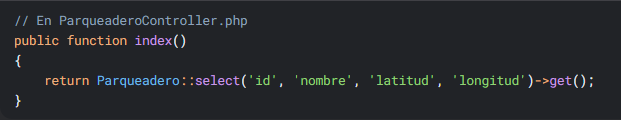 // En ParqueaderoController.php
public function index()
{
    return Parqueadero::select('id', 'nombre', 'latitud', 'longitud')->get();
}